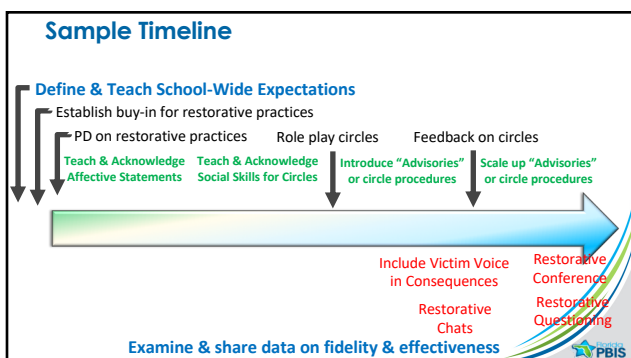 Sample Timeline
Define & Teach School-Wide Expectations
Establish buy-in for restorative practices
PD on restorative practices
Role play circles
Feedback on circles
Teach & Acknowledge
Affective Statements
Teach & Acknowledge
Social Skills for Circles
Introduce “Advisories”
or circle procedures
Scale up “Advisories”
or circle procedures
Include Victim Voice
in Consequences
Restorative
Conference
Restorative
Chats
Restorative
Questioning
Examine & share data on fidelity & effectiveness
Florida
PBIS